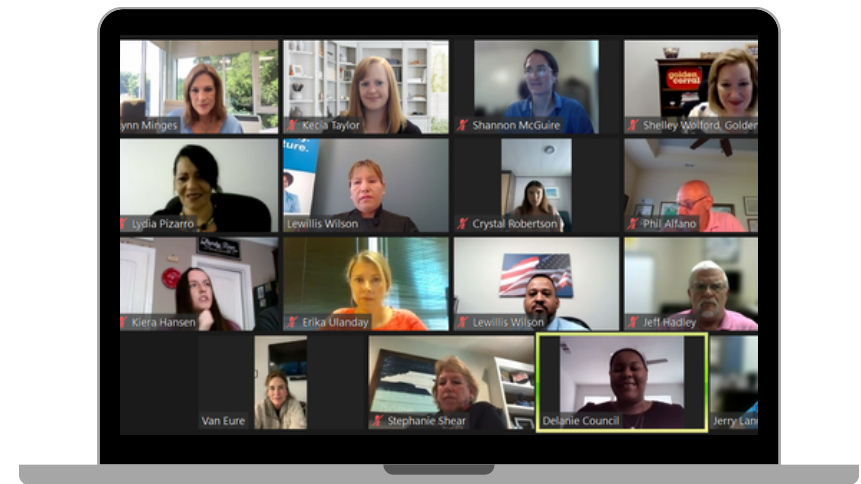 ynn Minges
Kecia Taylor
Shannon McGuire
golden
corral
Shelley Wolford, Golden
Lydia Pizarro
ture.
Lewillis Wilson
Crystal Robertson
Phil Alfano
Kiera Hansen
Erika Ulanday
Lewillis Wilson
Jeff Hadley
Van Eure
Stephanie Shear
Delanie Council
Jerry Lan